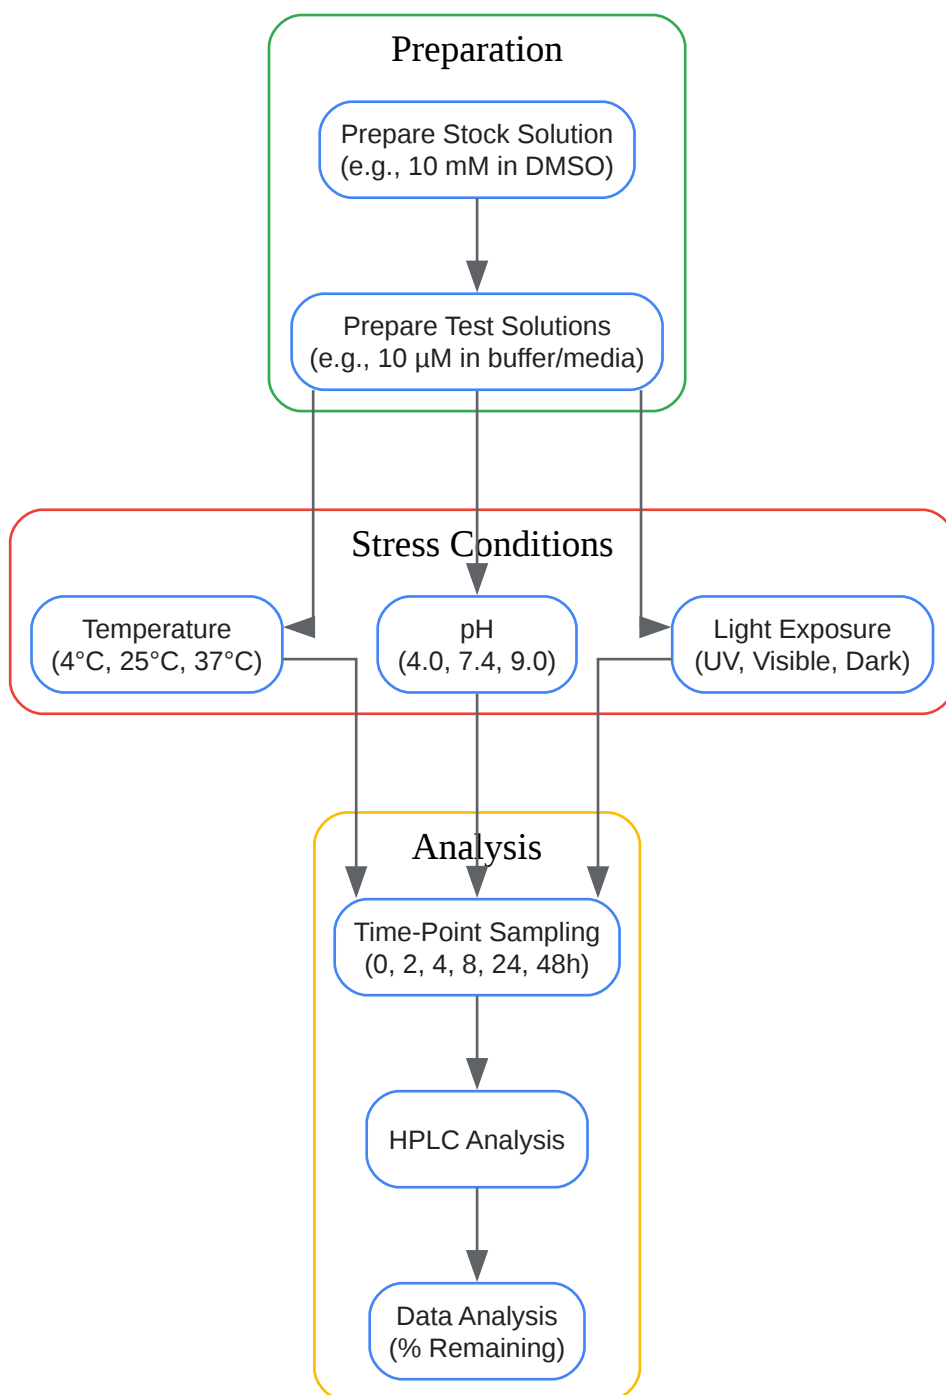 Preparation
Prepare Stock Solution
(e.g., 10 mM in DMSO)
Prepare Test Solutions
(e.g., 10 µM in buffer/media)
Stress Conditions
Temperature
(4°C, 25°C, 37°C)
pH
(4.0, 7.4, 9.0)
Light Exposure
(UV, Visible, Dark)
Analysis
Time-Point Sampling
(0, 2, 4, 8, 24, 48h)
HPLC Analysis
Data Analysis
(% Remaining)